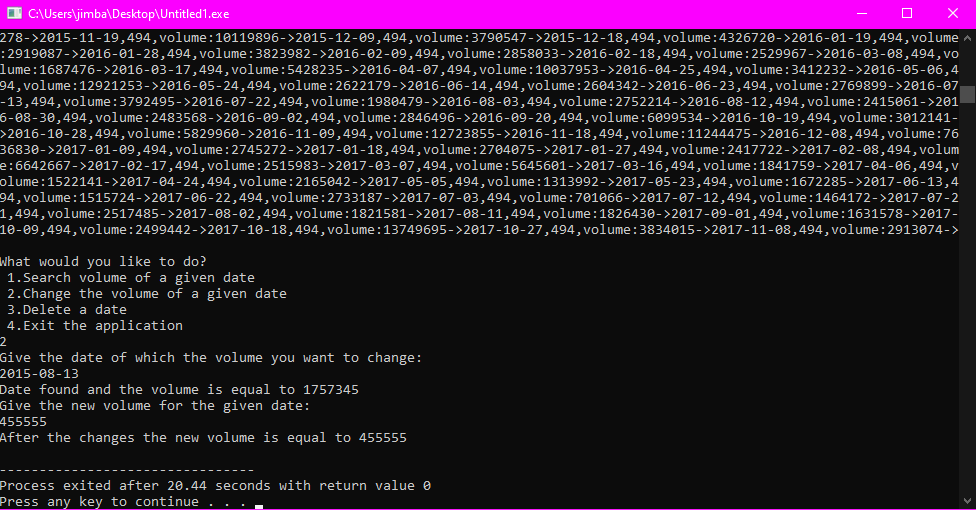 C:\Users\jimba\Desktop\Untitled1.exe
278->2015-11-19,494,volume:10119896->2015-12-09,494,volume:3790547->2015-12-18,494,volume:4326720->2016-01-19,494,volume
:2919087->2016-01-28,494,volume:3823982->2016-02-09,494,volume:2858033->2016-02-18,494,volume:2529967->2016-03-08,494,vo
lume:1687476->2016-03-17,494,volume:5428235->2016-04-07,494,volume:10037953->2016-04-25,494,volume:3412232->2016-05-06,4
94,volume:12921253->2016-05-24,494,volume:2622179->2016-06-14,494,volume:2604342->2016-06-23,494,volume:2769899->2016-07
-13,494,volume:3792495->2016-07-22,494,volume:1980479->2016-08-03,494,volume:2752214->2016-08-12,494,volume:2415061->201
6-08-30,494,volume:2483568->2016-09-02,494,volume:2846496->2016-09-20,494,volume:6099534->2016-10-19,494,volume:3012141-
>2016-10-28,494,volume:5829960->2016-11-09,494,volume:12723855->2016-11-18,494,volume:11244475->2016-12-08,494,volume:76
36830->2017-01-09,494,volume:2745272->2017-01-18,494,volume:2704075->2017-01-27,494,volume:2417722->2017-02-08,494,volum
e:6642667->2017-02-17,494,volume:2515983->2017-03-07,494,volume:5645601->2017-03-16,494,volume:1841759->2017-04-06,494,v
olume:1522141->2017-04-24,494,volume:2165042->2017-05-05,494,volume:1313992->2017-05-23,494,volume:1672285->2017-06-13,4
94,volume:1515724->2017-06-22,494,volume:2733187->2017-07-03,494,volume:701066->2017-07-12,494,volume:1464172->2017-07-2
1,494,volume:2517485->2017-08-02,494,volume:1821581->2017-08-11,494,volume:1826430->2017-09-01,494,volume:1631578->2017-
10-09,494,volume:2499442->2017-10-18,494,volume:13749695->2017-10-27,494,volume:3834015->2017-11-08,494,volume:2913074->
What would you like to do?
1.Search volume of a given date
2.Change the volume of a given date
3.Delete a date
4.Exit the application
2
Give the date of which the volume you want to change:
2015-08-13
Date found and the volume is equal to 1757345
Give the new volume for the given date:
455555
After the changes the new volume is equal to 455555
--------------------------------
Process exited after 20.44 seconds with return value 0
Press any key to continue . . .